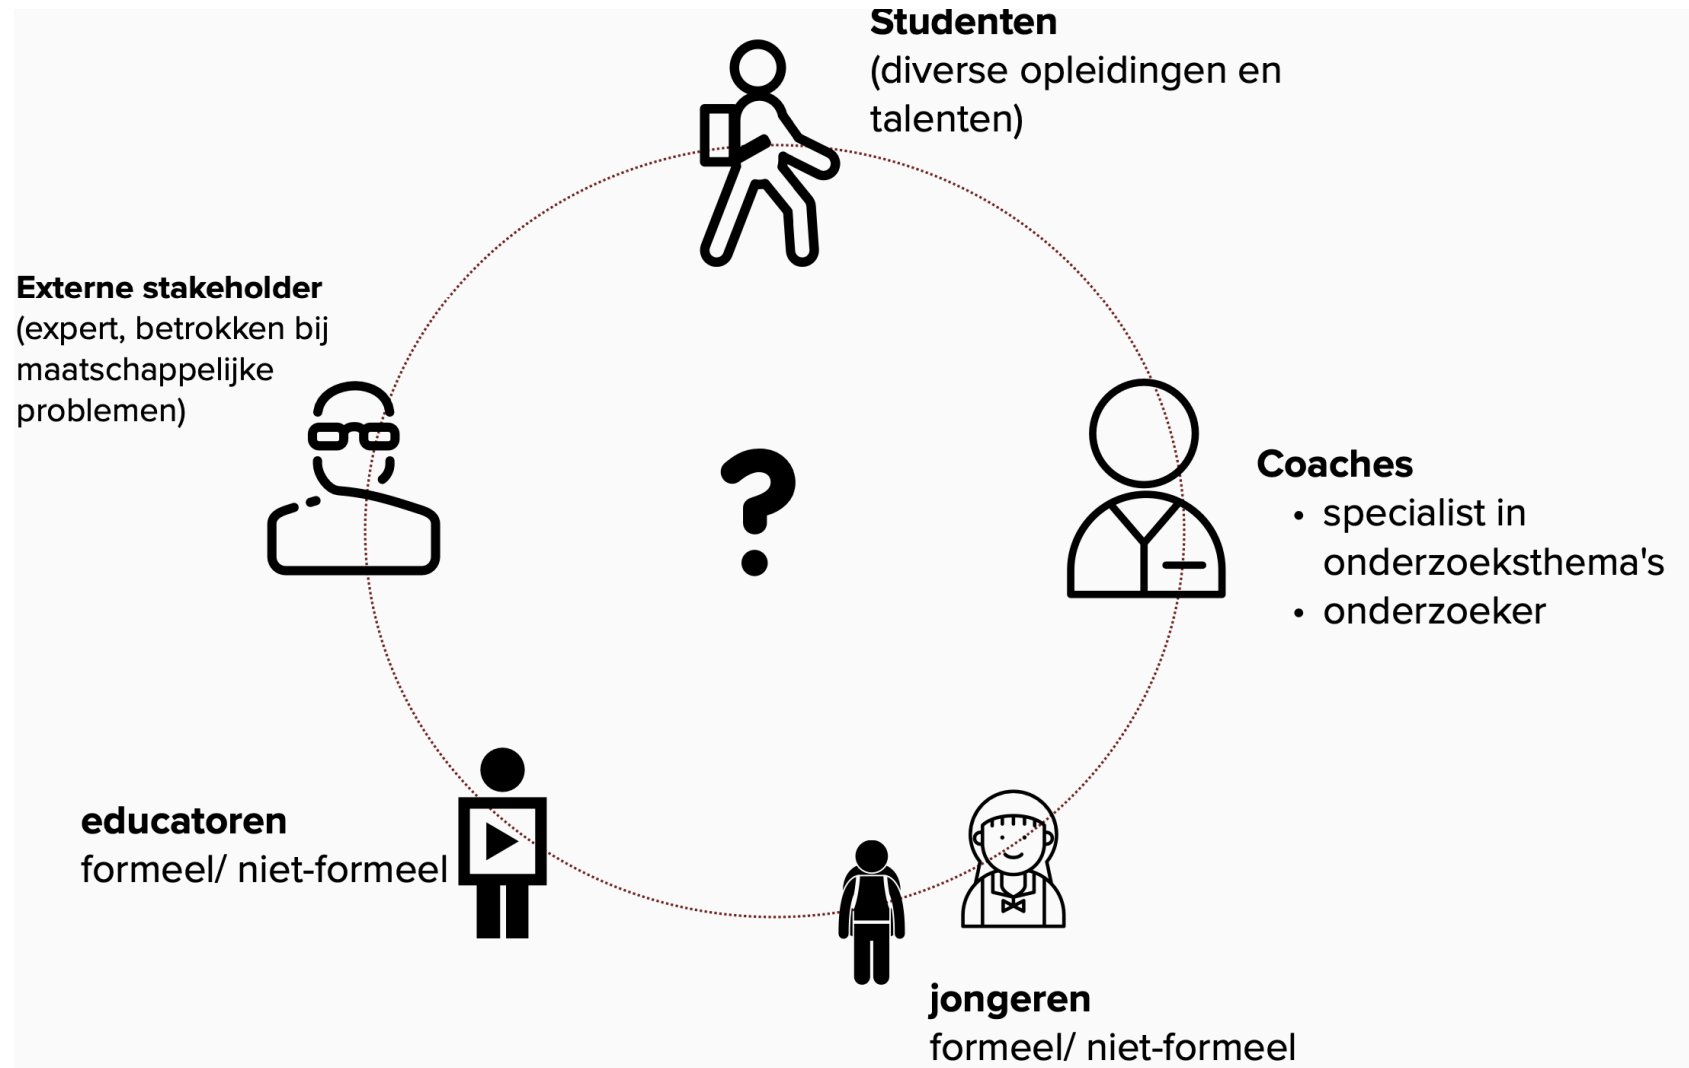 Studenten
(diverse opleidingen en
talenten)
Externe stakeholder
(expert, betrokken bij
maatschappelijke
problemen)
?
Coaches
• specialist in
onderzoeksthema's
• onderzoeker
educatoren
formeel/ niet-formeel
jongeren
formeel/ niet-formeel